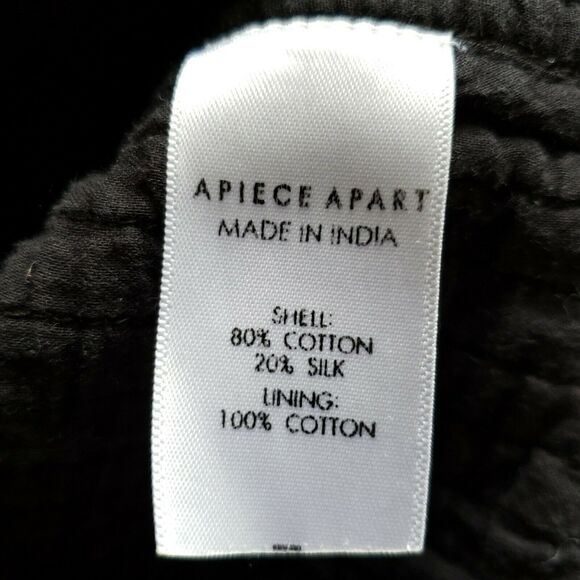 APIECE APART
MADE IN INDIA
SHELL:
80% COTTON
20% SILK
LINING:
100% COTTON